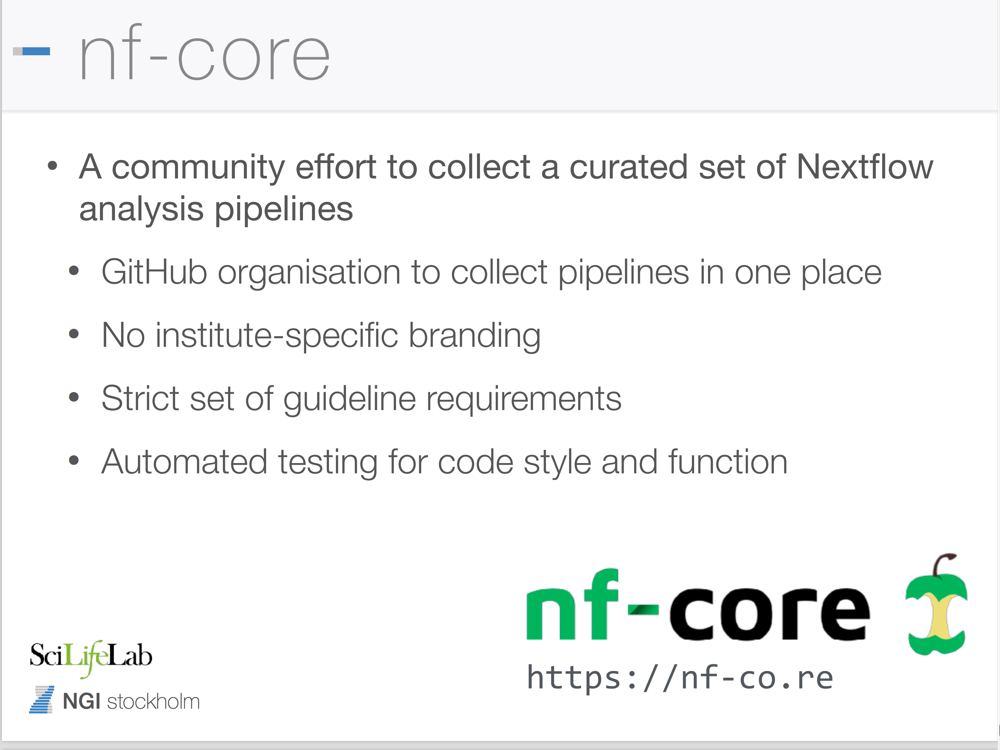 nf-core
• A community effort to collect a curated set of Nextflow
analysis pipelines
• GitHub organisation to collect pipelines in one place
• No institute-specific branding
• Strict set of guideline requirements
• Automated testing for code style and function
nf-core
https://nf-co.re
SciLifeLab
NGI stockholm